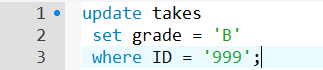 1 update takes
2 set grade = 'B'
3 where ID = '999';